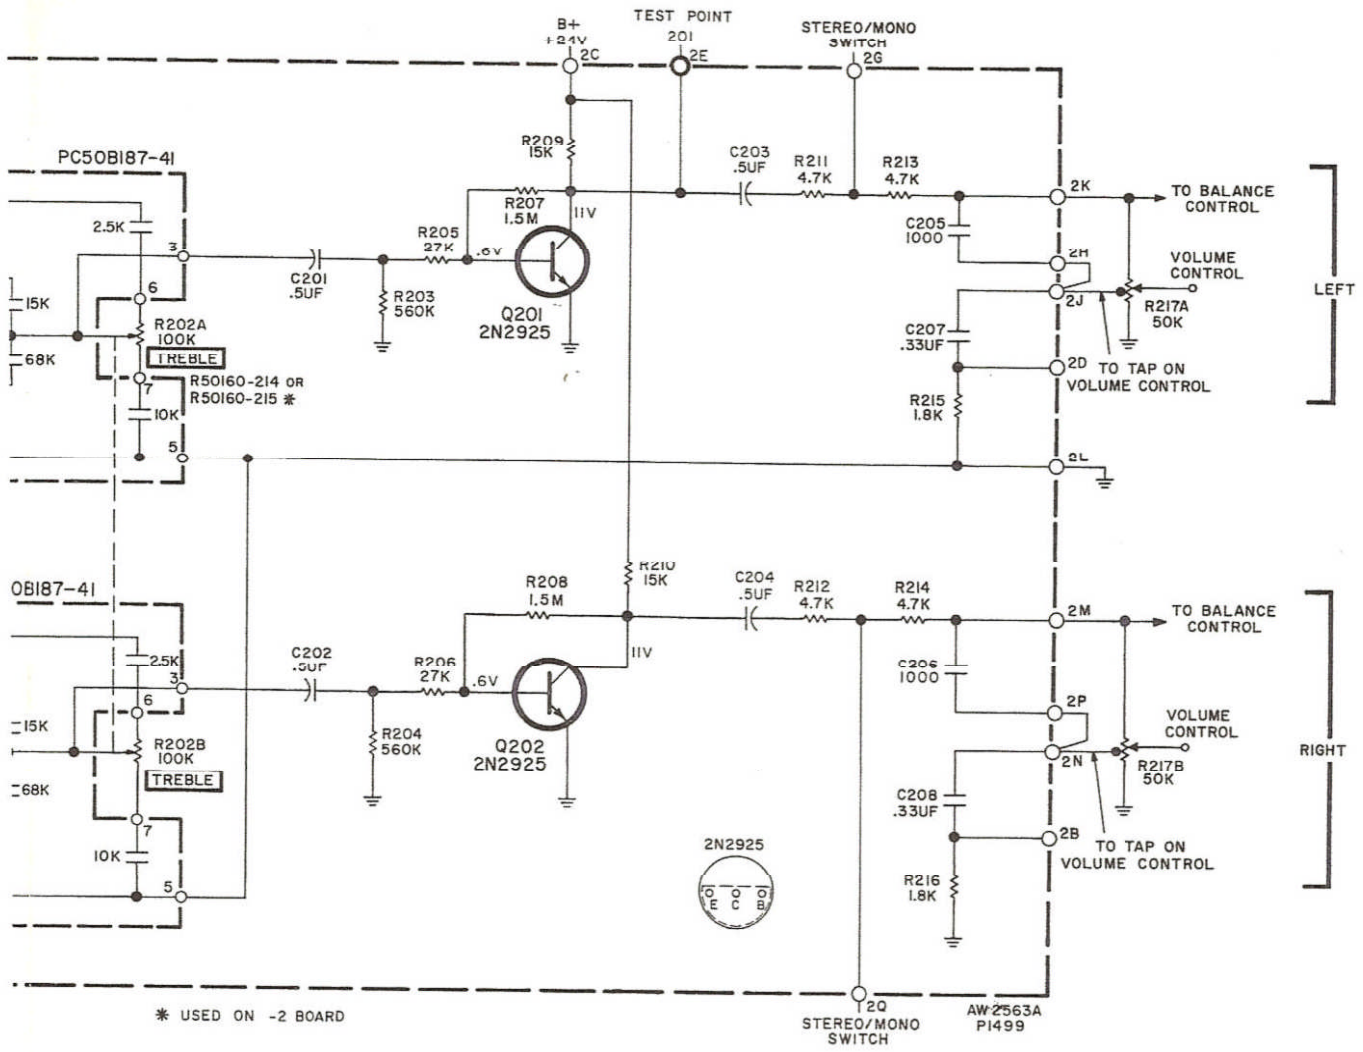 B+
+24V
2C
TEST POINT
201
2E
STEREO/MONO
SWITCH
2G
PC50B187-41
R209
15K
C203
.5UF
R211
4.7K
R213
4.7K
2K
TO BALANCE
CONTROL
2.5K
3
R207
1.5M
11V
R205
27K
.6V
C205
1000
2H
VOLUME
CONTROL
C201
.5UF
R203
560K
2J
R217A
50K
LEFT
6
15K
R202A
100K
TREBLE
Q201
2N2925
C207
.33UF
68K
7
R50160-214 OR
R50160-215 *
2D
TO TAP ON
VOLUME CONTROL
10K
R215
1.8K
5
2L
0B187-41
R208
1.5M
R210
15K
C204
.5UF
R212
4.7K
R214
4.7K
2M
TO BALANCE
CONTROL
2.5K
3
C202
.5UF
R206
27K
.6V
11V
C206
1000
6
2P
VOLUME
CONTROL
15K
R202B
100K
TREBLE
R204
560K
Q202
2N2925
2N
R217B
50K
RIGHT
68K
7
C208
.33UF
2B
TO TAP ON
VOLUME CONTROL
10K
5
2N2925
E C B
R216
1.8K
* USED ON -2 BOARD
2Q
STEREO/MONO
SWITCH
AW2563A
P1499